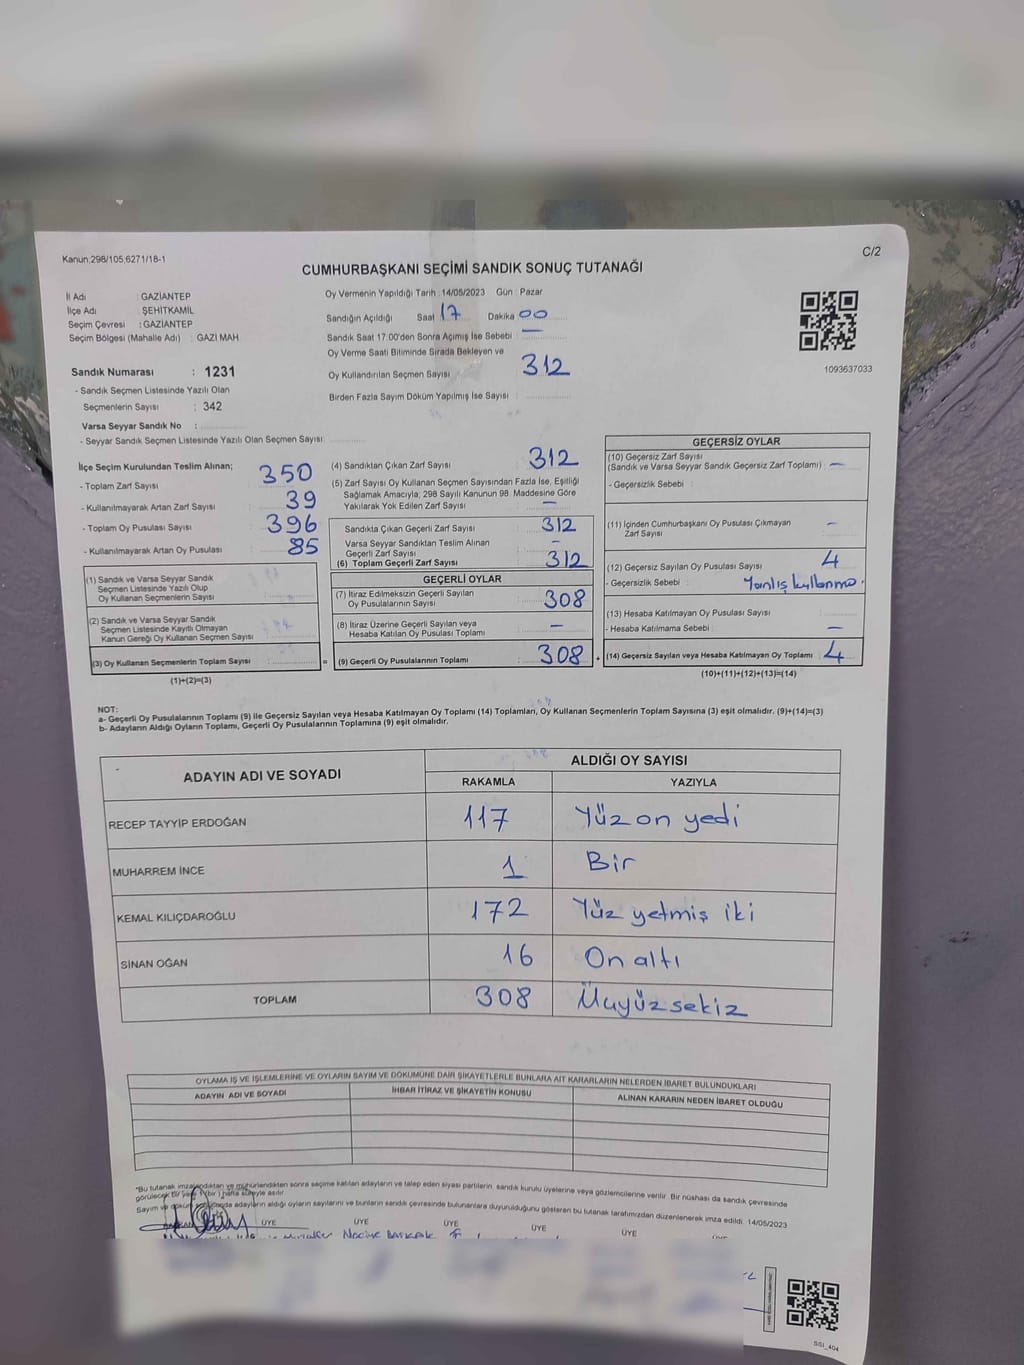 Kanun,298/105,6271/18-1
C/2
CUMHURBAŞKANI SEÇİMİ SANDIK SONUÇ TUTANAĞI
İl Adı : GAZİANTEP
İlçe Adı : ŞEHİTKAMİL
Seçim Çevresi : GAZİANTEP
Seçim Bölgesi (Mahalle Adı) : GAZİ MAH
Sandık Numarası : 1231
- Sandık Seçmen Listesinde Yazılı Olan
Seçmenlerin Sayısı : 342
Varsa Seyyar Sandık No :
- Seyyar Sandık Seçmen Listesinde Yazılı Olan Seçmen Sayısı:
Oy Vermenin Yapıldığı Tarih : 14/05/2023 Gün : Pazar
Sandığın Açıldığı Saat 17 Dakika 00
Sandık Saat 17:00'den Sonra Açımış İse Sebebi : —
Oy Verme Saati Bitiminde Sırada Bekleyen ve
Oy Kullandırılan Seçmen Sayısı 312
Birden Fazla Sayım Döküm Yapılmış İse Sayısı :
1093637033
İlçe Seçim Kurulundan Teslim Alınan;
- Toplam Zarf Sayısı 350
- Kullanılmayarak Artan Zarf Sayısı 39
- Toplam Oy Pusulası Sayısı 396
- Kullanılmayarak Artan Oy Pusulası 85
(1) Sandık ve Varsa Seyyar Sandık
Seçmen Listesinde Yazılı Olup
Oy Kullanan Seçmenlerin Sayısı
(2) Sandık ve Varsa Seyyar Sandık
Seçmen Listesinde Kayıtlı Olmayan
Kanun Gereği Oy Kullanan Seçmen Sayısı
(3) Oy Kullanan Seçmenlerin Toplam Sayısı =
(1)+(2)=(3)
(4) Sandıktan Çıkan Zarf Sayısı 312
(5) Zarf Sayısı Oy Kullanan Seçmen Sayısından Fazla İse, Eşitliği
Sağlamak Amacıyla, 298 Sayılı Kanunun 98. Maddesine Göre
Yakılarak Yok Edilen Zarf Sayısı —
Sandıkta Çıkan Geçerli Zarf Sayısı 312
Varsa Seyyar Sandıktan Teslim Alınan
Geçerli Zarf Sayısı —
(6) Toplam Geçerli Zarf Sayısı 312
GEÇERLİ OYLAR
(7) İtiraz Edilmeksizin Geçerli Sayılan
Oy Pusulalarının Sayısı 308
(8) İtiraz Üzerine Geçerli Sayılan veya
Hesaba Katılan Oy Pusulası Toplamı —
(9) Geçerli Oy Pusulalarının Toplamı 308 +
GEÇERSİZ OYLAR
(10) Geçersiz Zarf Sayısı
(Sandık ve Varsa Seyyar Sandık Geçersiz Zarf Toplamı) —
- Geçersizlik Sebebi :
(11) İçinden Cumhurbaşkanı Oy Pusulası Çıkmayan
Zarf Sayısı —
(12) Geçersiz Sayılan Oy Pusulası Sayısı 4
- Geçersizlik Sebebi : Yanlış kullanma
(13) Hesaba Katılmayan Oy Pusulası Sayısı
- Hesaba Katılmama Sebebi : —
(14) Geçersiz Sayılan veya Hesaba Katılmayan Oy Toplamı 4
(10)+(11)+(12)+(13)=(14)
NOT:
a- Geçerli Oy Pusulalarının Toplamı (9) ile Geçersiz Sayılan veya Hesaba Katılmayan Oy Toplamı (14) Toplamları, Oy Kullanan Seçmenlerin Toplam Sayısına (3) eşit olmalıdır. (9)+(14)=(3)
b- Adayların Aldığı Oyların Toplamı, Geçerli Oy Pusulalarının Toplamına (9) eşit olmalıdır.
ADAYIN ADI VE SOYADI
ALDIĞI OY SAYISI
RAKAMLA YAZIYLA
RECEP TAYYİP ERDOĞAN 117 Yüz on yedi
MUHARREM İNCE 1 Bir
KEMAL KILIÇDAROĞLU 172 Yüz yetmiş iki
SİNAN OĞAN 16 On altı
TOPLAM 308 Üçyüzsekiz
OYLAMA İŞ VE İŞLEMLERİNE VE OYLARIN SAYIM VE DÖKÜMÜNE DAİR ŞİKAYETLERLE BUNLARA AİT KARARLARIN NELERDEN İBARET BULUNDUKLARI
ADAYIN ADI VE SOYADI İHBAR İTİRAZ VE ŞİKAYETİN KONUSU ALINAN KARARIN NEDEN İBARET OLDUĞU
*Bu tutanak imzalandıktan ve mühürlendikten sonra seçime katılan adayların ve talep eden siyasi partilerin, sandık kurulu üyelerine veya gözlemcilerine verilir. Bir nüshası da sandık çevresinde
görülecek bir yere 1 (bir) hafta süreyle asılır.
Sayım ve döküm sonucunda adayların aldığı oyların sayılarını ve bunların sandık çevresinde bulunanlara duyurulduğunu gösteren bu tutanak tarafımızdan düzenlenerek imza edildi. 14/05/2023
ÜYE ÜYE ÜYE ÜYE ÜYE
SSİ_404